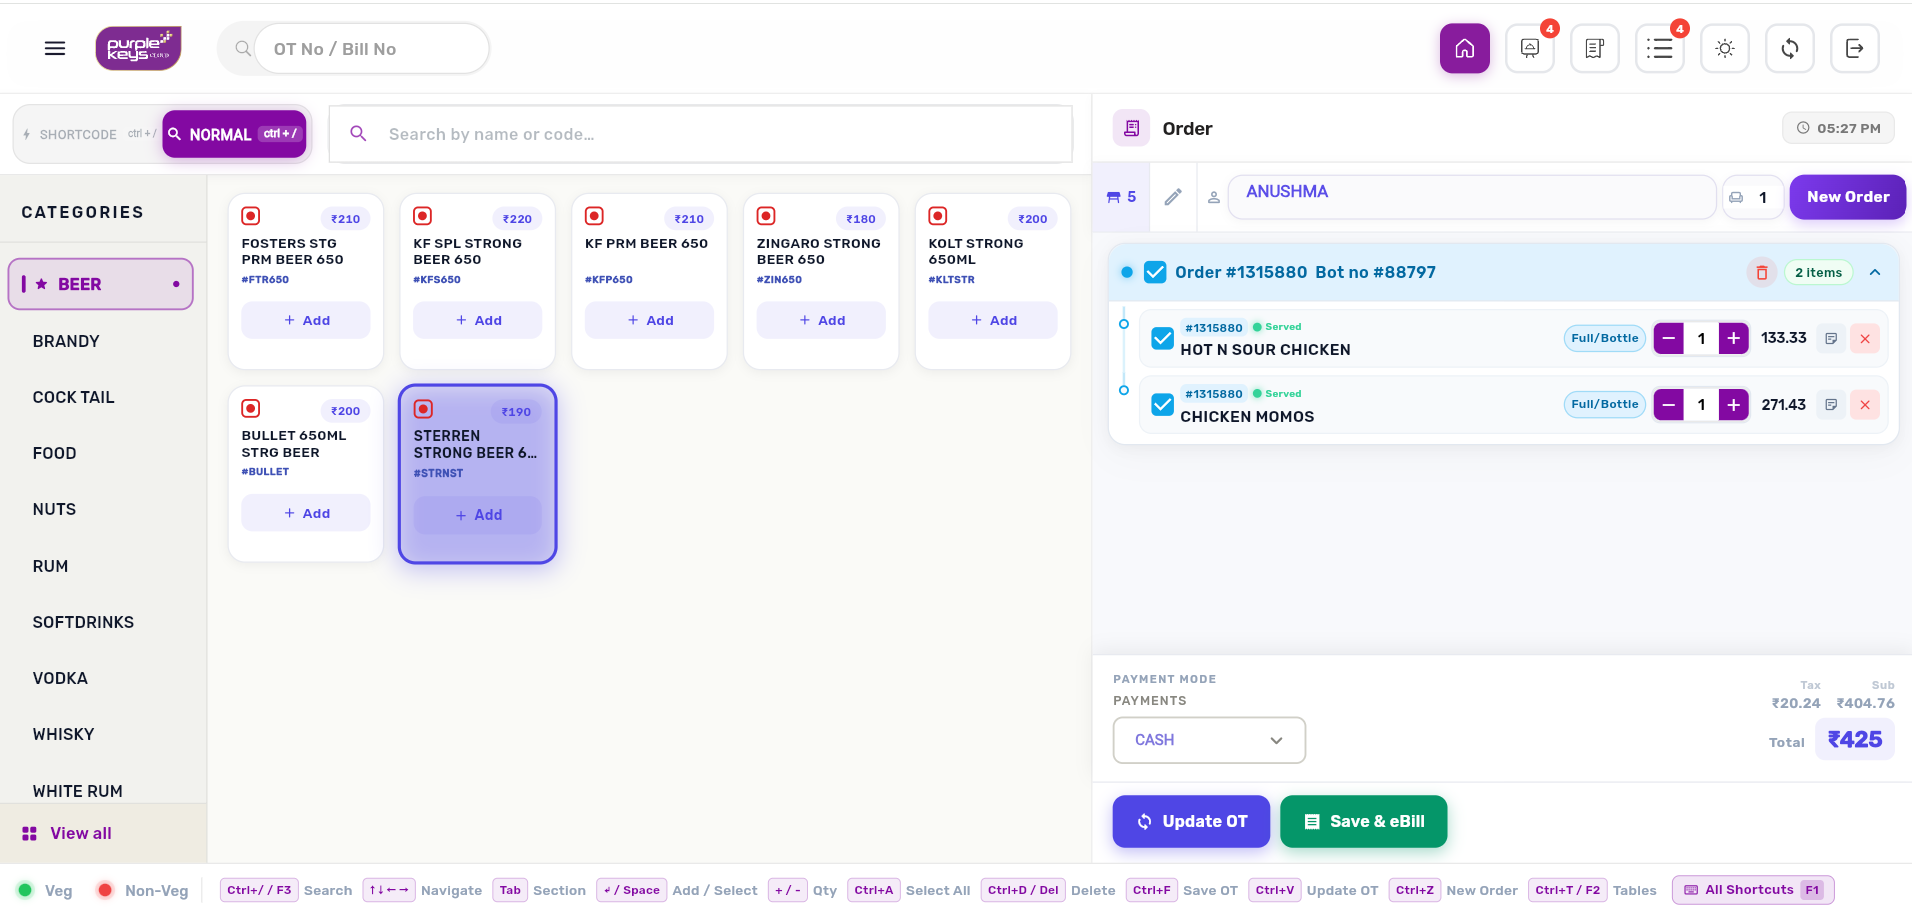 purple keys CLOUD
OT No / Bill No
4
4
SHORTCODE ctrl + /
NORMAL ctrl + /
Search by name or code...
CATEGORIES
BEER
BRANDY
COCK TAIL
FOOD
NUTS
RUM
SOFTDRINKS
VODKA
WHISKY
WHITE RUM
View all
₹210
FOSTERS STG
PRM BEER 650
#FTR650
+ Add
₹220
KF SPL STRONG
BEER 650
#KFS650
+ Add
₹210
KF PRM BEER 650
#KFP650
+ Add
₹180
ZINGARO STRONG
BEER 650
#ZIN650
+ Add
₹200
KOLT STRONG
650ML
#KLTSTR
+ Add
₹200
BULLET 650ML
STRG BEER
#BULLET
+ Add
₹190
STERREN
STRONG BEER 6...
#STRNST
+ Add
Order
05:27 PM
5
ANUSHMA
1
New Order
Order #1315880 Bot no #88797
2 items
#1315880 Served
HOT N SOUR CHICKEN
Full/Bottle
− 1 +
133.33
#1315880 Served
CHICKEN MOMOS
Full/Bottle
− 1 +
271.43
PAYMENT MODE
PAYMENTS
CASH
Tax Sub
₹20.24 ₹404.76
Total ₹425
Update OT
Save & eBill
Veg Non-Veg
Ctrl+/ / F3 Search
↑↓←→ Navigate
Tab Section
↲ / Space Add / Select
+ / - Qty
Ctrl+A Select All
Ctrl+D / Del Delete
Ctrl+F Save OT
Ctrl+V Update OT
Ctrl+Z New Order
Ctrl+T / F2 Tables
All Shortcuts F1